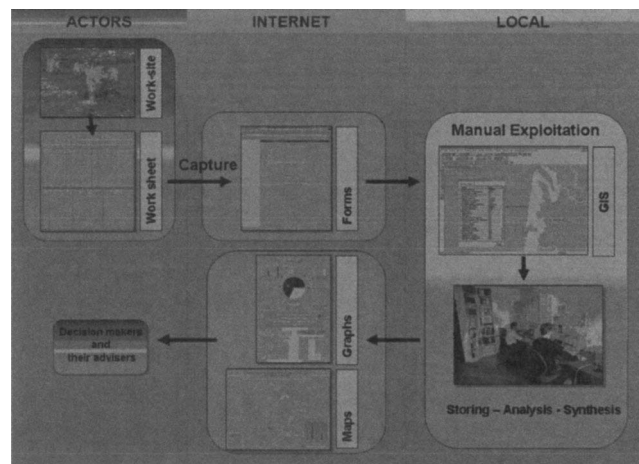 ACTORS
INTERNET
LOCAL
Work-site
Work sheet
Capture
Forms
Manual Exploitation
GIS
Storing – Analysis - Synthesis
Graphs
Maps
Decision makers
and
their advisers